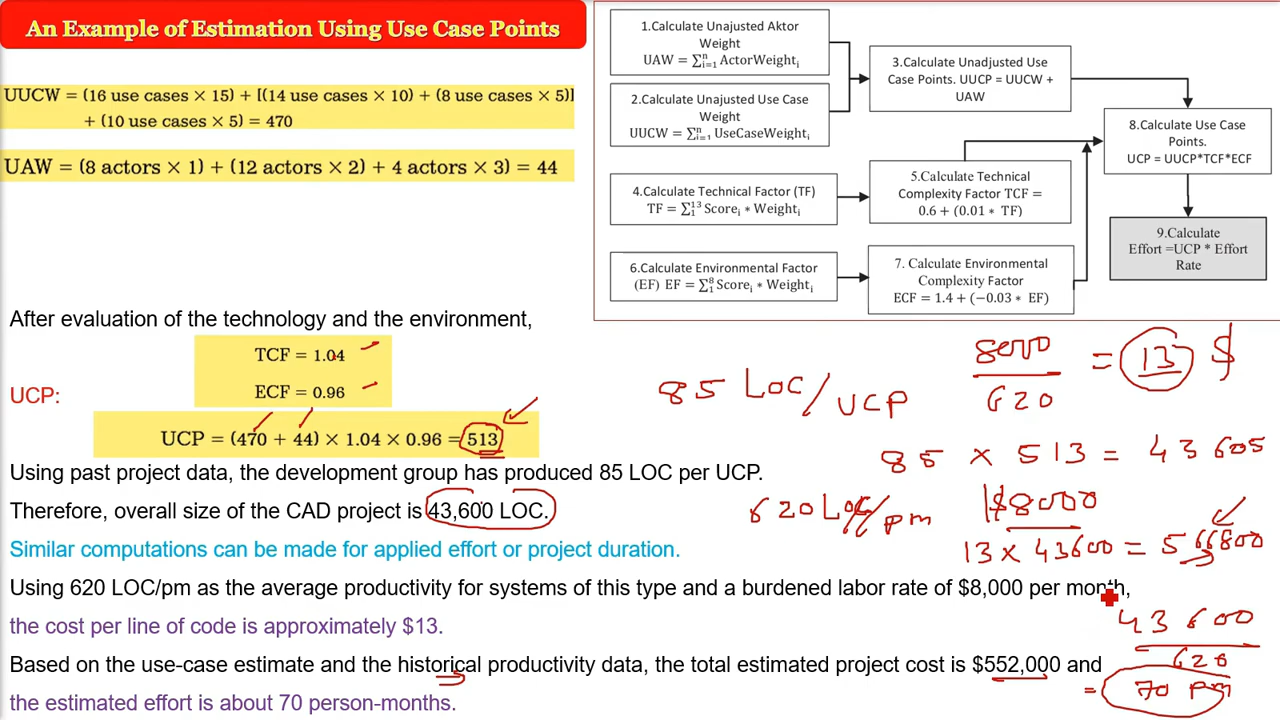 An Example of Estimation Using Use Case Points
UUCW = (16 use cases × 15) + [(14 use cases × 10) + (8 use cases × 5)]
+ (10 use cases × 5) = 470
UAW = (8 actors × 1) + (12 actors × 2) + 4 actors × 3) = 44
1.Calculate Unajusted Aktor
Weight
UAW = ∑ⁿᵢ₌₁ ActorWeightᵢ
2.Calculate Unajusted Use Case
Weight
UUCW = ∑ⁿᵢ₌₁ UseCaseWeightᵢ
3.Calculate Unadjusted Use
Case Points. UUCP = UUCW +
UAW
4.Calculate Technical Factor (TF)
TF = ∑¹³₁ Scoreᵢ ∗ Weightᵢ
5.Calculate Technical
Complexity Factor TCF =
0.6 + (0.01 ∗ TF)
6.Calculate Environmental Factor
(EF) EF = ∑⁸₁ Scoreᵢ ∗ Weightᵢ
7. Calculate Environmental
Complexity Factor
ECF = 1.4 + (−0.03 ∗ EF)
8.Calculate Use Case
Points.
UCP = UUCP*TCF*ECF
9.Calculate
Effort =UCP * Effort
Rate
After evaluation of the technology and the environment,
TCF = 1.04
ECF = 0.96
UCP:
UCP = (470 + 44) × 1.04 × 0.96 = 513
Using past project data, the development group has produced 85 LOC per UCP.
Therefore, overall size of the CAD project is 43,600 LOC.
Similar computations can be made for applied effort or project duration.
Using 620 LOC/pm as the average productivity for systems of this type and a burdened labor rate of $8,000 per month,
the cost per line of code is approximately $13.
Based on the use-case estimate and the historical productivity data, the total estimated project cost is $552,000 and
the estimated effort is about 70 person-months.
85 LOC/UCP
8000
620
= 13 $
85 × 513 = 43605
620 LOC/pm
$8000
13 × 43600 = 566800
43600
620
= 70 pm